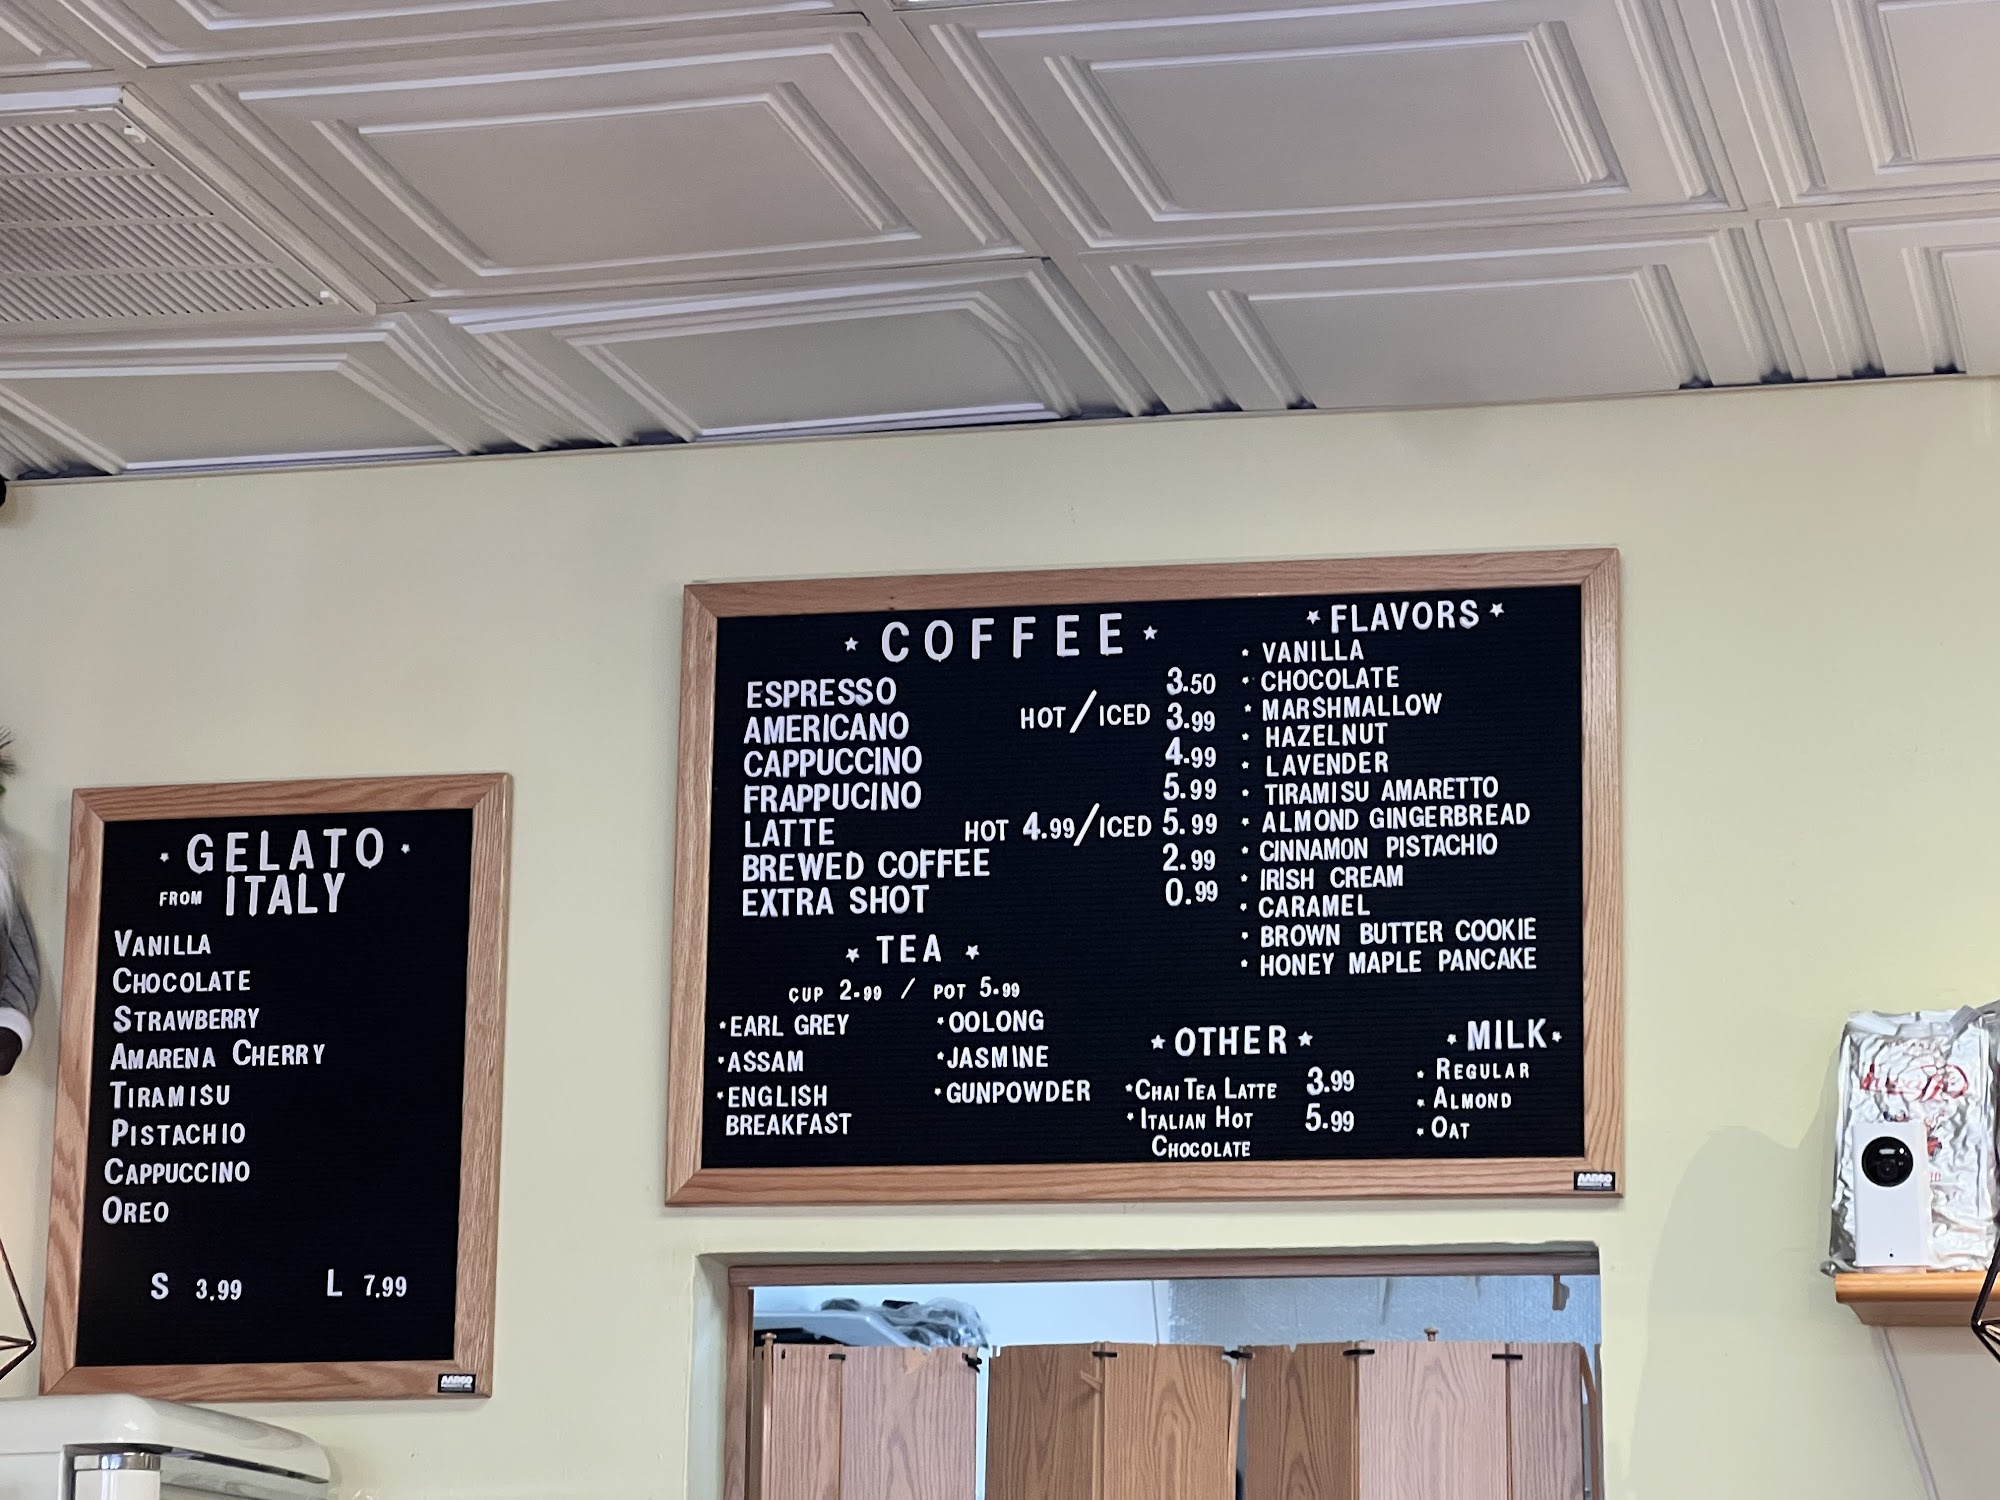 GELATO
FROM ITALY
VANILLA
CHOCOLATE
STRAWBERRY
AMARENA CHERRY
TIRAMISU
PISTACHIO
CAPPUCCINO
OREO
S 3.99 L 7.99
AARCO
COFFEE
ESPRESSO 3.50
AMERICANO HOT/ICED 3.99
CAPPUCCINO 4.99
FRAPPUCINO 5.99
LATTE HOT 4.99/ICED 5.99
BREWED COFFEE 2.99
EXTRA SHOT 0.99
TEA
CUP 2.99 / POT 5.99
EARL GREY
ASSAM
ENGLISH
BREAKFAST
OOLONG
JASMINE
GUNPOWDER
FLAVORS
VANILLA
CHOCOLATE
MARSHMALLOW
HAZELNUT
LAVENDER
TIRAMISU AMARETTO
ALMOND GINGERBREAD
CINNAMON PISTACHIO
IRISH CREAM
CARAMEL
BROWN BUTTER COOKIE
HONEY MAPLE PANCAKE
OTHER
CHAI TEA LATTE 3.99
ITALIAN HOT 5.99
CHOCOLATE
MILK
REGULAR
ALMOND
OAT
AARCO